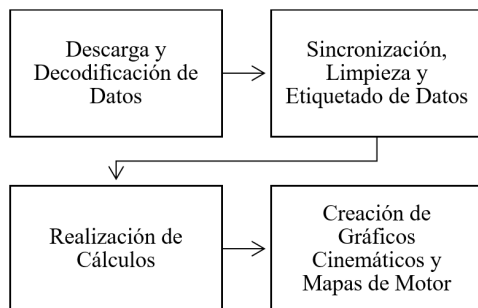 Descarga y
Decodificación de
Datos
Sincronización,
Limpieza y
Etiquetado de Datos
Realización de
Cálculos
Creación de
Gráficos
Cinemáticos y
Mapas de Motor